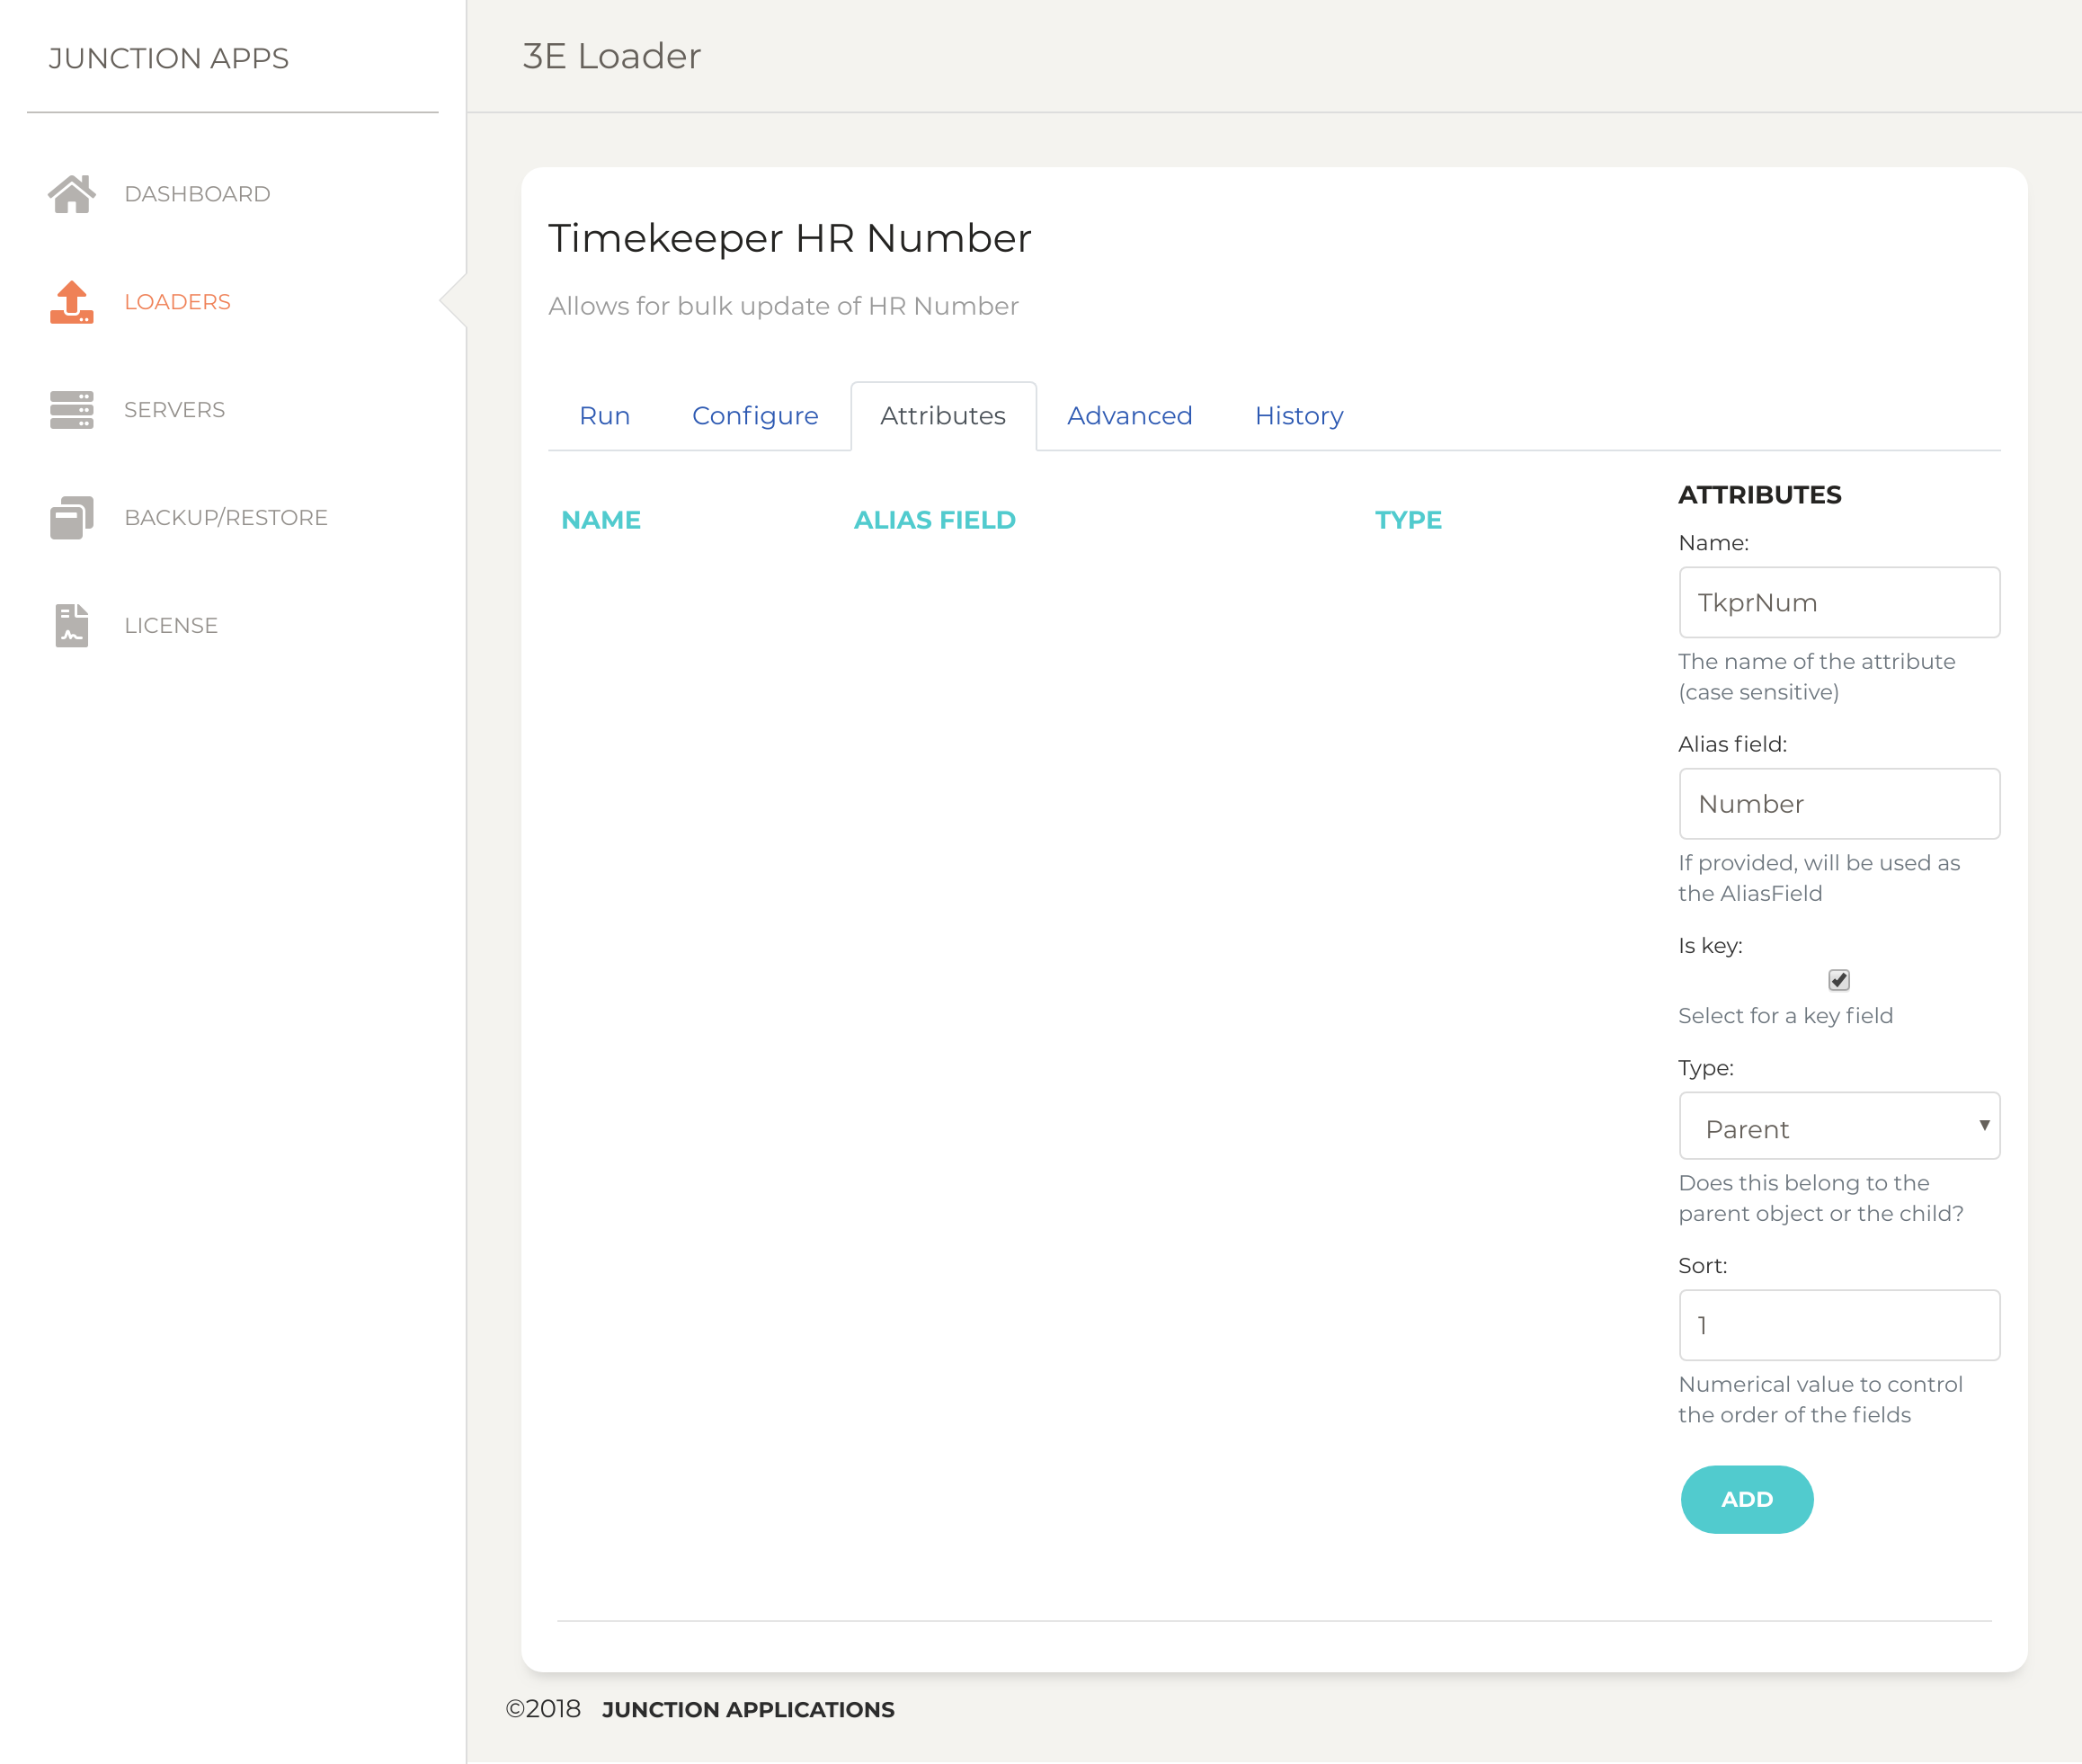 JUNCTION APPS
DASHBOARD
LOADERS
SERVERS
BACKUP/RESTORE
LICENSE
3E Loader
Timekeeper HR Number
Allows for bulk update of HR Number
Run Configure Attributes Advanced History
NAME ALIAS FIELD TYPE
ATTRIBUTES
Name:
TkprNum
The name of the attribute
(case sensitive)
Alias field:
Number
If provided, will be used as
the AliasField
Is key:
Select for a key field
Type:
Parent
Does this belong to the
parent object or the child?
Sort:
1
Numerical value to control
the order of the fields
ADD
©2018 JUNCTION APPLICATIONS